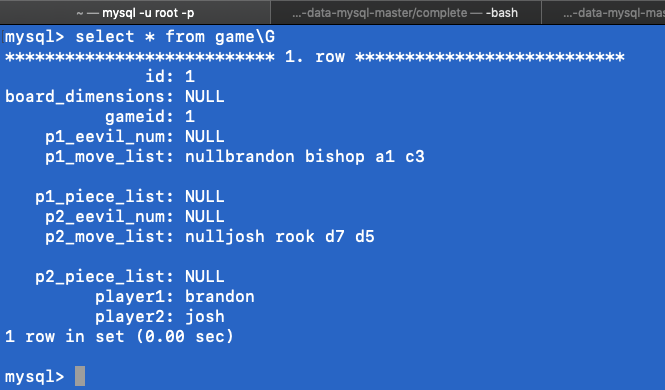 ~ — mysql -u root -p
...-data-mysql-master/complete — -bash
...-data-mysql-mas
mysql> select * from game\G
*************************** 1. row ***************************
id: 1
board_dimensions: NULL
gameid: 1
p1_eevil_num: NULL
p1_move_list: nullbrandon bishop a1 c3
p1_piece_list: NULL
p2_eevil_num: NULL
p2_move_list: nulljosh rook d7 d5
p2_piece_list: NULL
player1: brandon
player2: josh
1 row in set (0.00 sec)
mysql>